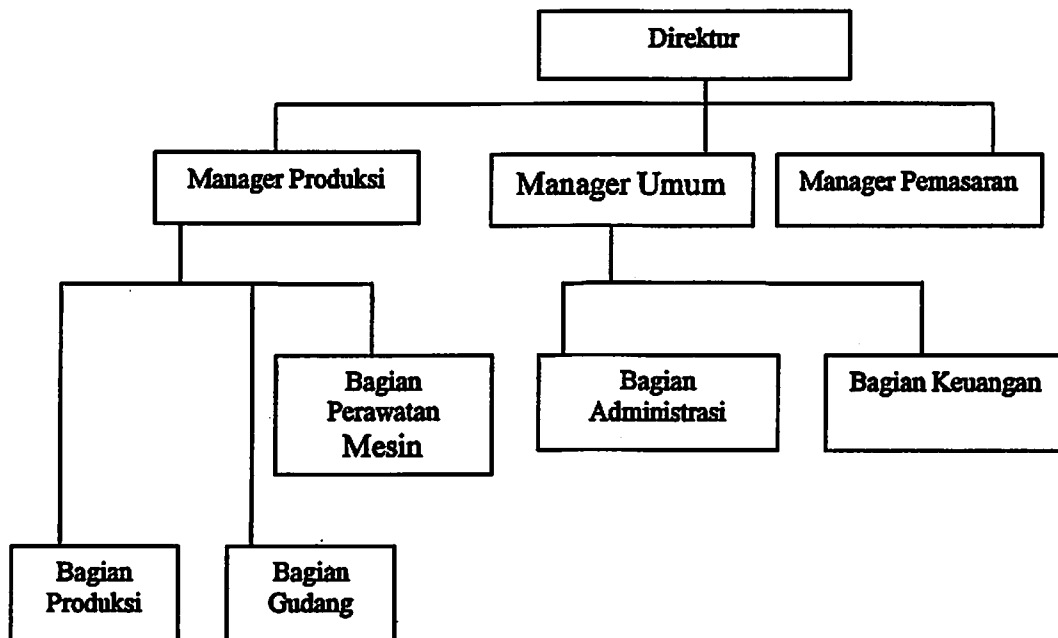 Direktur
Manager Produksi
Manager Umum
Manager Pemasaran
Bagian
Perawatan
Mesin
Bagian
Administrasi
Bagian Keuangan
Bagian
Produksi
Bagian
Gudang